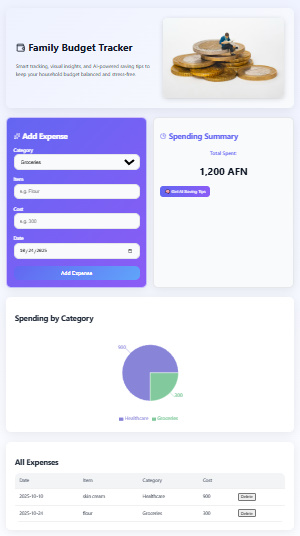 Family Budget Tracker
Smart tracking, visual insights, and AI-powered saving tips to
keep your household budget balanced and stress-free.
Add Expense
Category
Groceries
Item
e.g. Flour
Cost
e.g. 300
Date
10/24/2025
Add Expense
Spending Summary
Total Spent:
1,200 AFN
Get AI Saving Tips
Spending by Category
900
300
Healthcare Groceries
All Expenses
Date Item Category Cost
2025-10-10 skin cream Healthcare 900 Delete
2025-10-24 flour Groceries 300 Delete